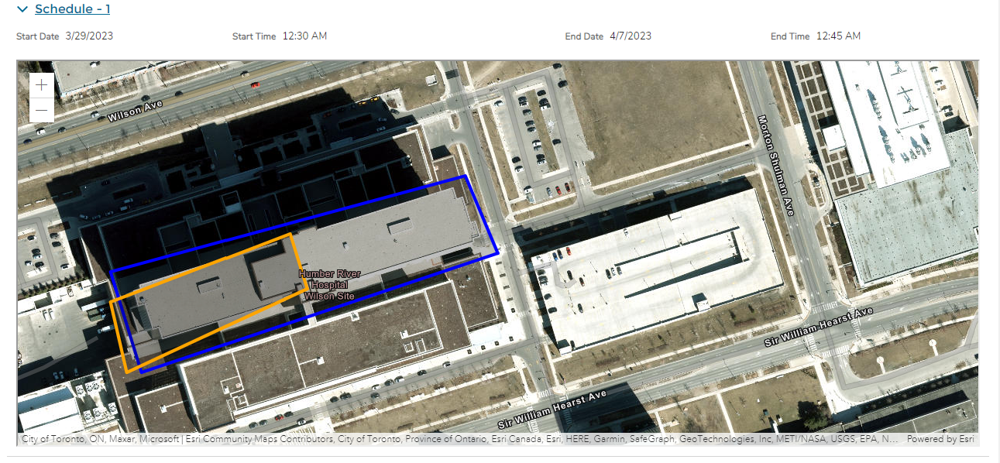 Schedule - 1
Start Date 3/29/2023 Start Time 12:30 AM End Date 4/7/2023 End Time 12:45 AM
+
−
Wilson Ave
Morton Shulman Ave
Humber River
Hospital
Wilson Site
Sir William Hearst Ave
Sir William Hearst Ave
City of Toronto, ON, Maxar, Microsoft | Esri Community Maps Contributors, City of Toronto, Province of Ontario, Esri Canada, Esri, HERE, Garmin, SafeGraph, GeoTechnologies, Inc, METI/NASA, USGS, EPA, N... Powered by Esri